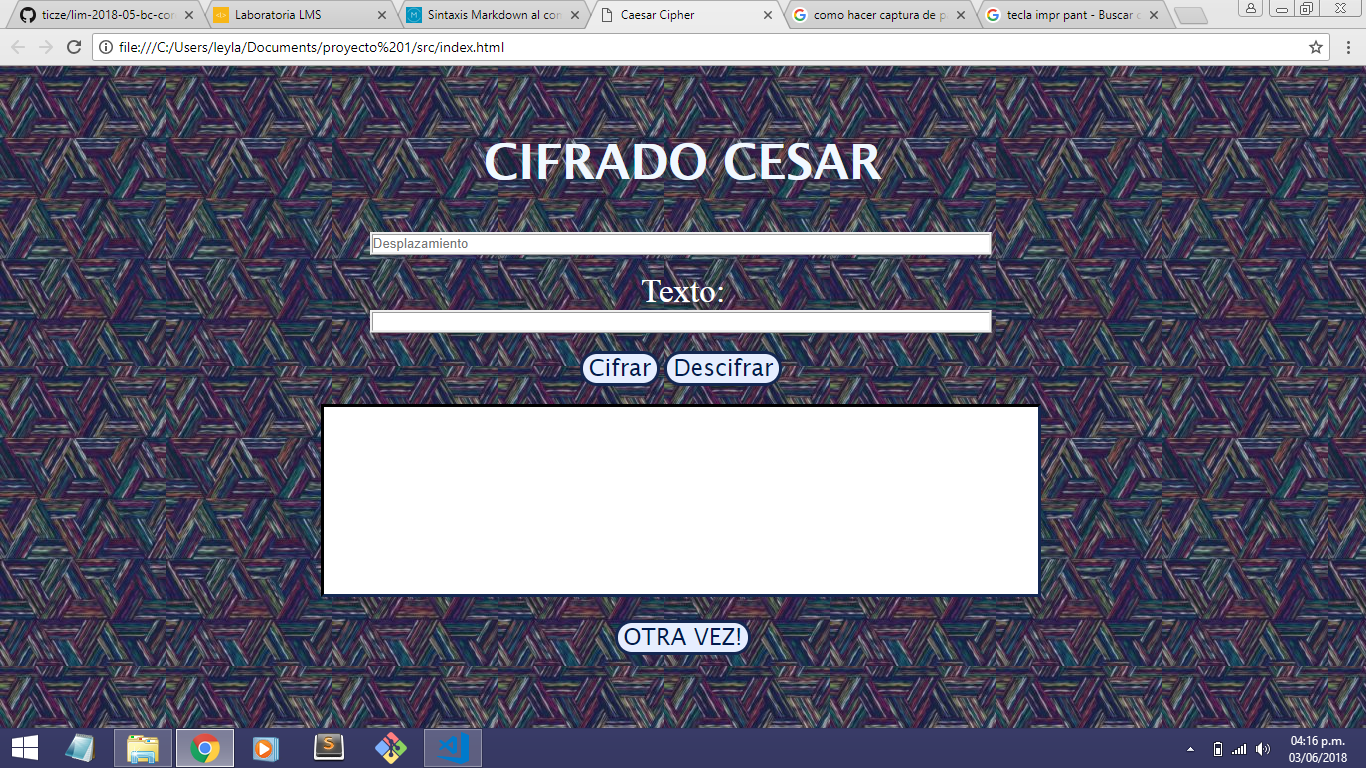 ticze/lim-2018-05-bc-cor
Laboratoria LMS
Sintaxis Markdown al con
Caesar Cipher
como hacer captura de p
tecla impr pant - Buscar c
file:///C:/Users/leyla/Documents/proyecto%201/src/index.html
CIFRADO CESAR
Desplazamiento
Texto:
Cifrar Descifrar
OTRA VEZ!
04:16 p.m.
03/06/2018